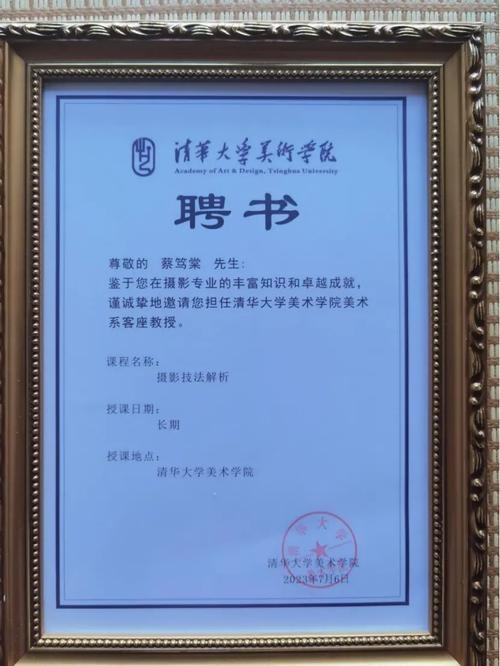 清华大学美術学院
Academy of Art & Design, Tsinghua University
聘书
尊敬的 蔡笃棠 先生:
鉴于您在摄影专业的丰富知识和卓越成就，
谨诚挚地邀请您担任清华大学美术学院美术
系客座教授。
课程名称：
摄影技法解析
授课日期：
长期
授课地点：
清华大学美术学院
清华大学美术学院
2023年7月6日